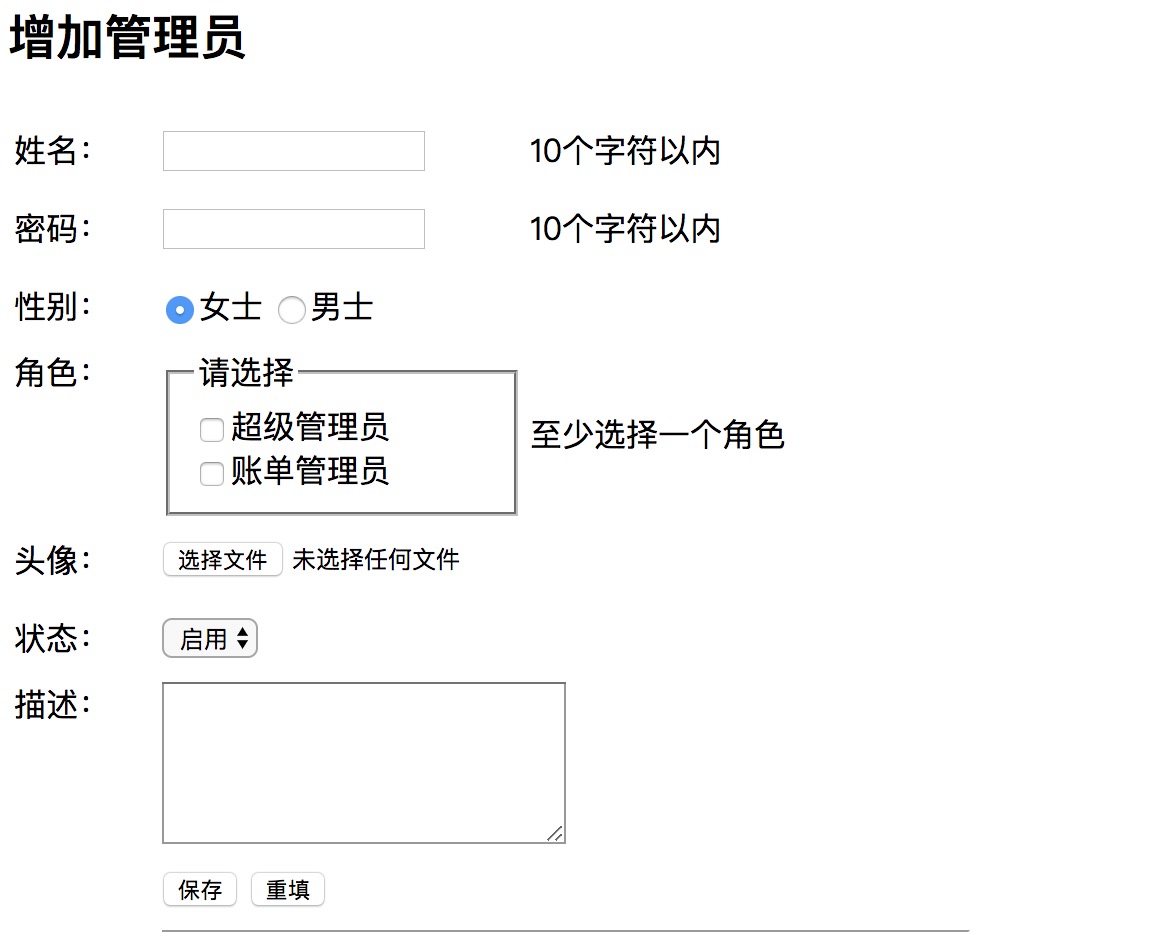 增加管理员
姓名： 10个字符以内
密码： 10个字符以内
性别： 女士 男士
角色： 请选择
超级管理员
至少选择一个角色
账单管理员
头像： 选择文件 未选择任何文件
状态： 启用
描述：
保存 重填